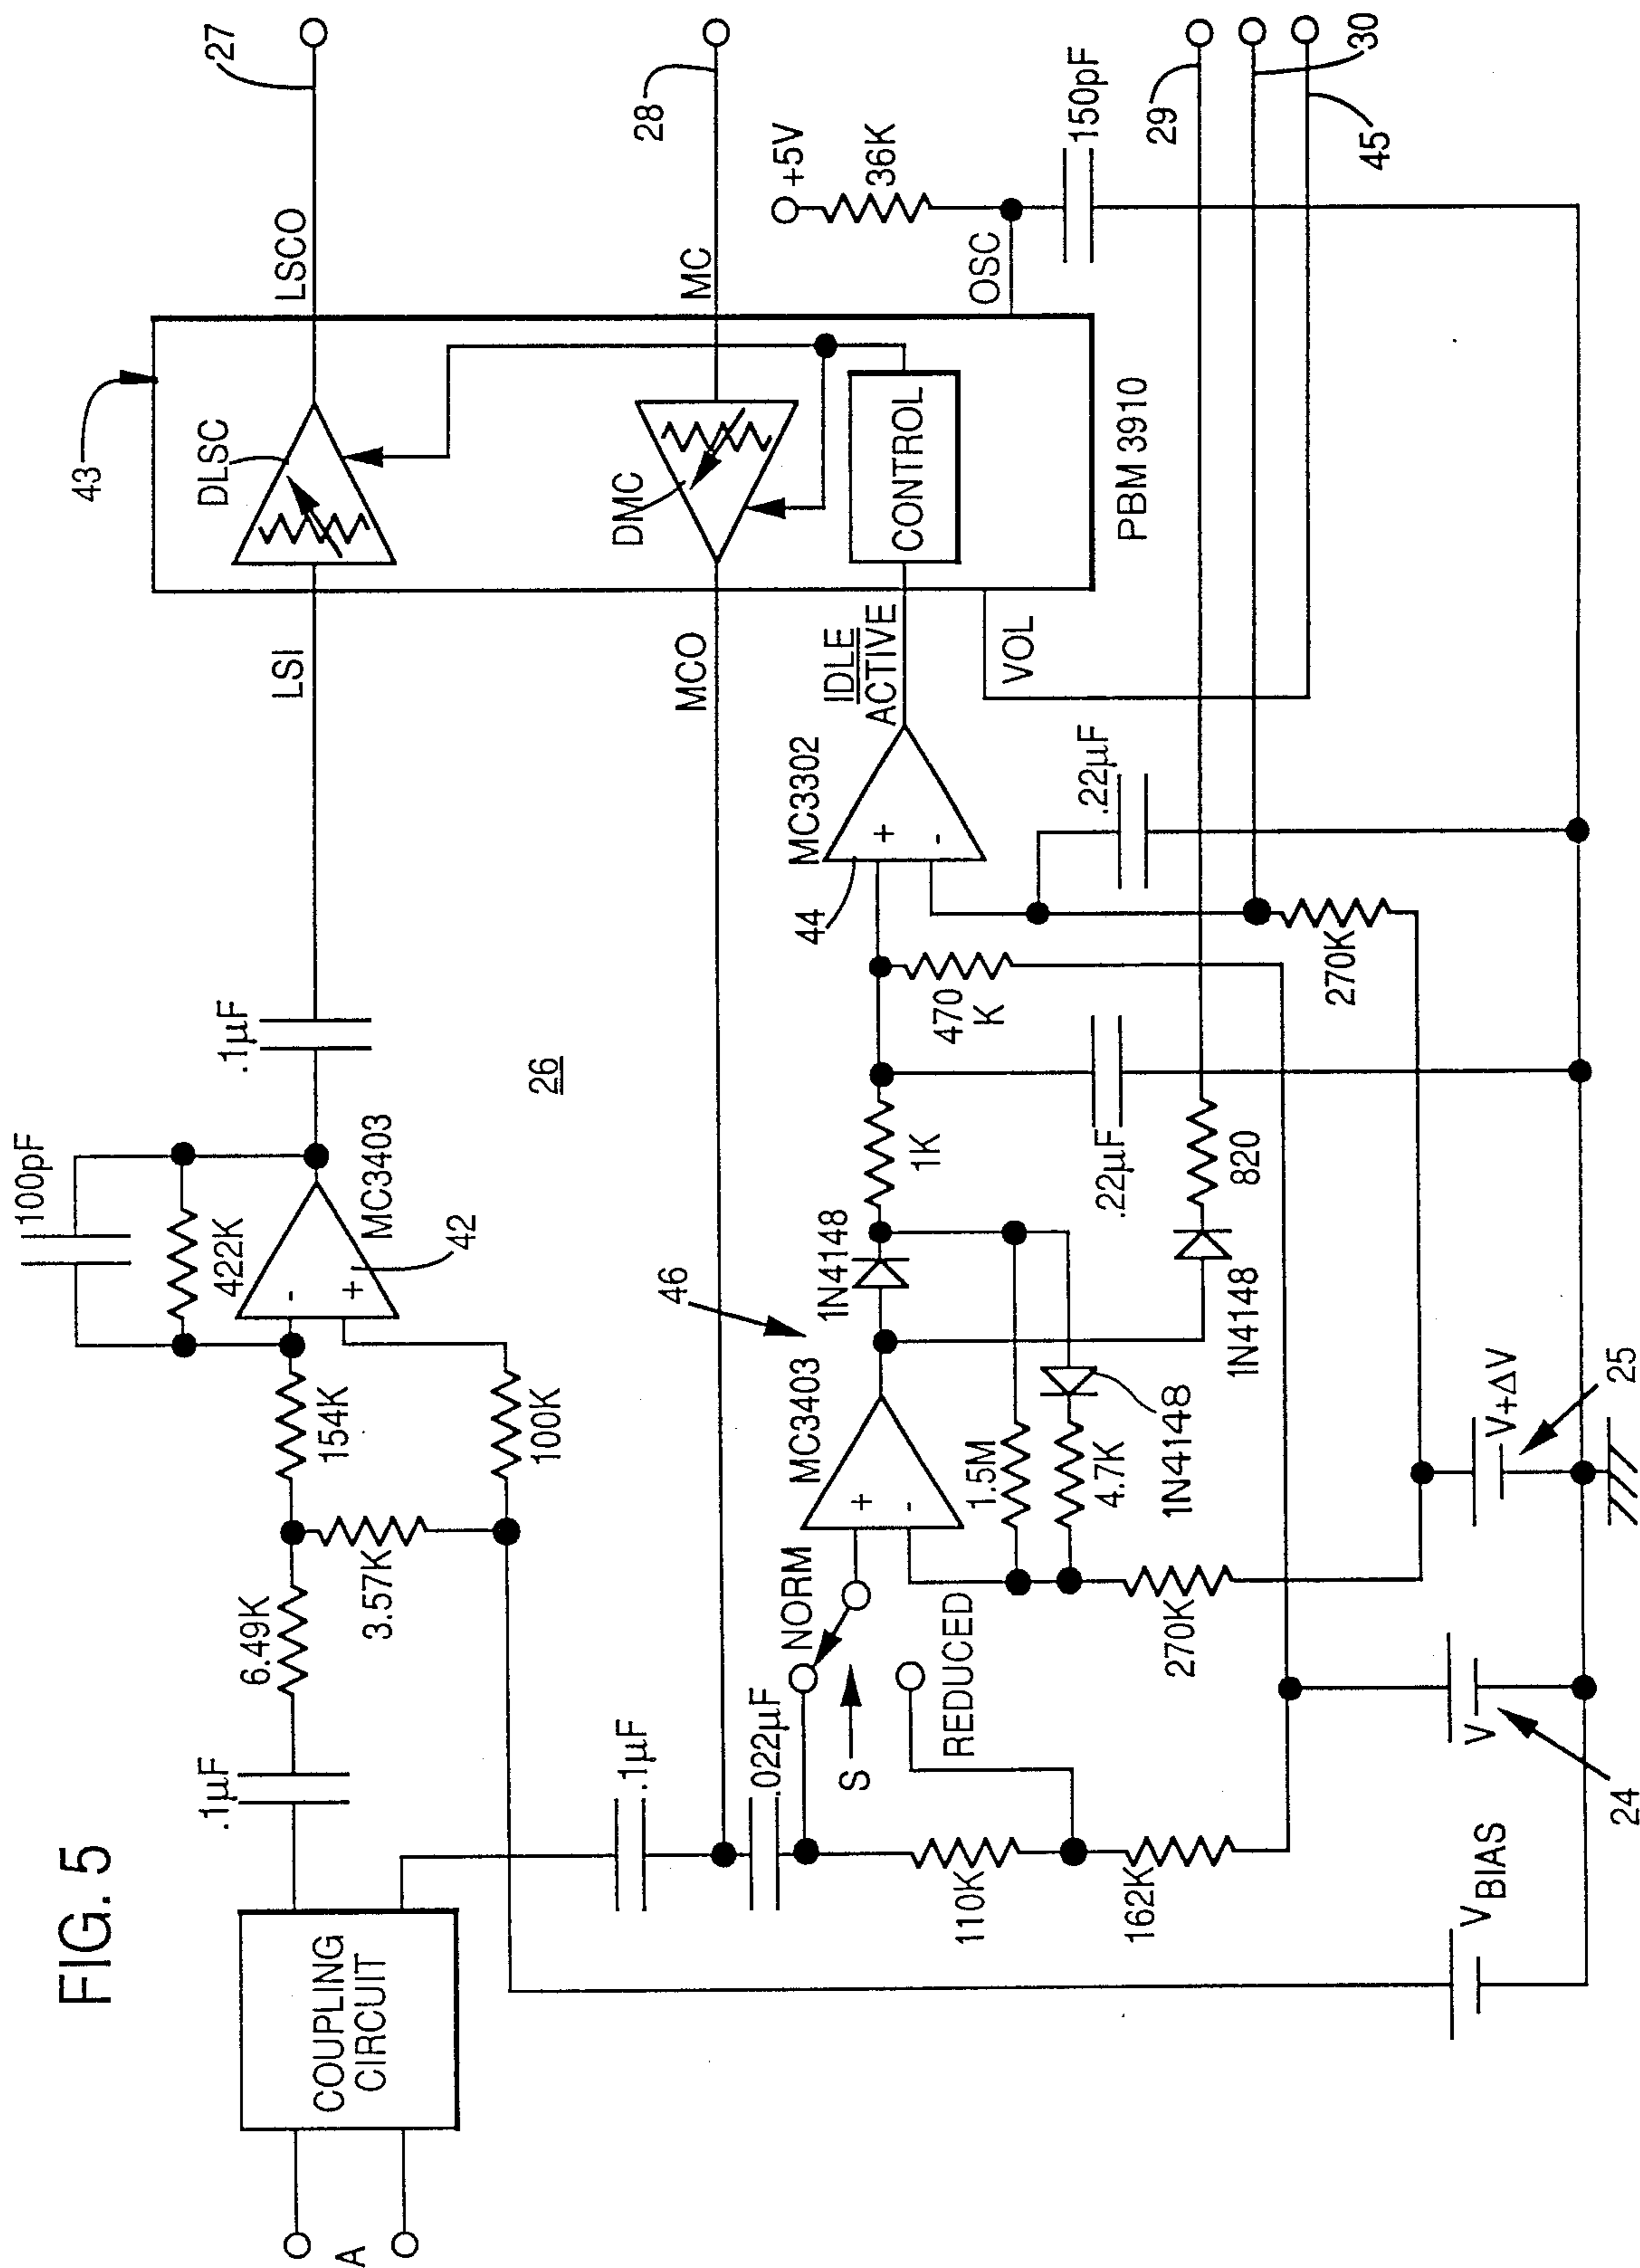 FIG. 5
A
COUPLING
CIRCUIT
.1µF
6.49K
3.57K
154K
100K
100pF
422K
-
+
MC3403
42
.1µF
26
LSI
43
DLSC
LSCO
27
.1µF
.022µF
MCO
DMC
MC
28
CONTROL
PBM 3910
OSC
+5V
36K
150pF
S
NORM
REDUCED
110K
162K
270K
MC3403
+
-
46
1N4148
1.5M
4.7K
1N4148
1K
1N4148
820
.22µF
470
K
44
MC3302
+
-
IDLE
ACTIVE
VOL
.22µF
270K
29
30
45
VBIAS
V
24
V+ΔV
25